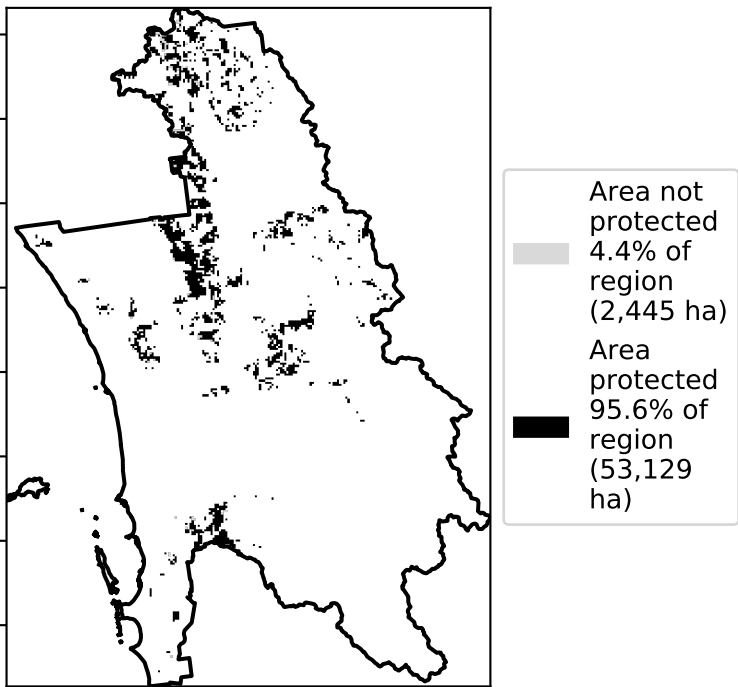 Area not
protected
4.4% of
region
(2,445 ha)
Area
protected
95.6% of
region
(53,129
ha)